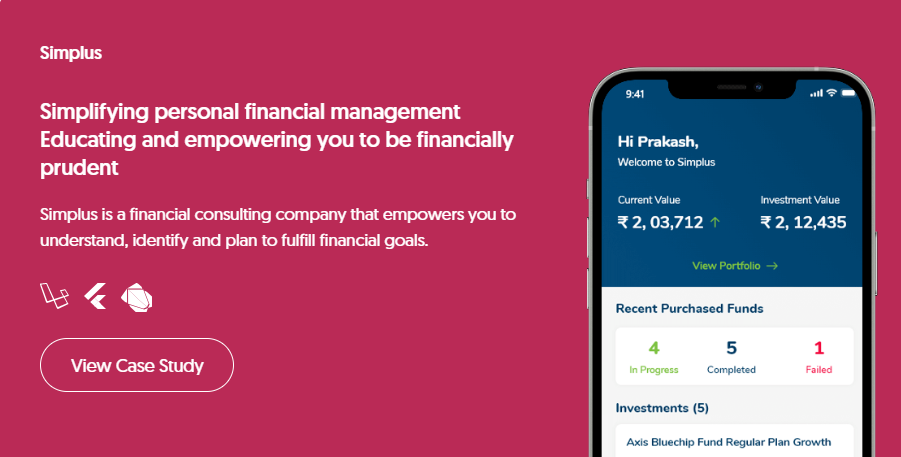 Simplus
Simplifying personal financial management
Educating and empowering you to be financially
prudent
Simplus is a financial consulting company that empowers you to
understand, identify and plan to fulfill financial goals.
View Case Study
9:41
Hi Prakash,
Welcome to Simplus
Current Value Investment Value
₹ 2, 03,712 ↑ ₹ 2, 12,435
View Portfolio →
Recent Purchased Funds
4 5 1
In Progress Completed Failed
Investments (5)
Axis Bluechip Fund Regular Plan Growth